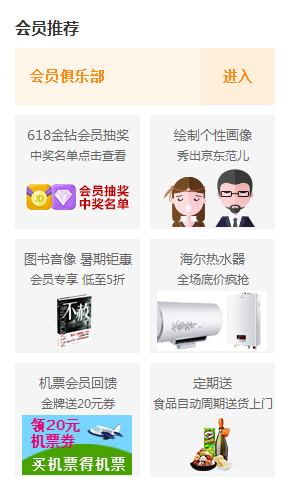 会员推荐
会员俱乐部 进入
618金钻会员抽奖
中奖名单点击查看
JD
会员抽奖
中奖名单
绘制个性画像
秀出京东范儿
图书音像 暑期钜惠
会员专享 低至5折
不赦
海尔热水器
全场底价疯抢
机票会员回馈
金牌送20元券
领20元
机票券
买机票得机票
定期送
食品自动周期送货上门